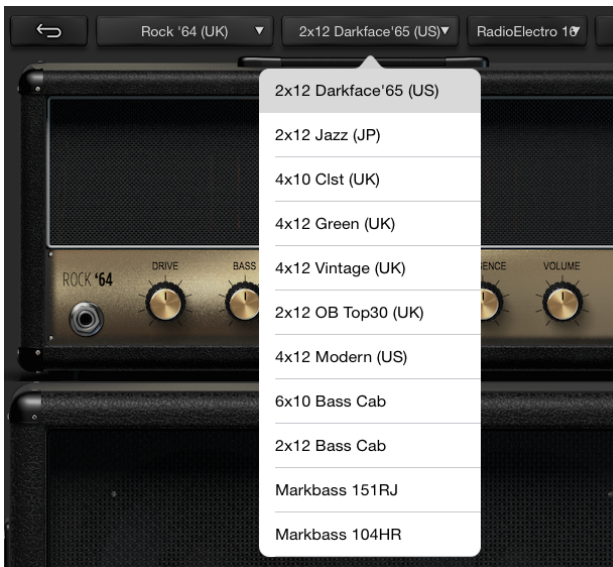 Rock '64 (UK)
2x12 Darkface'65 (US)
RadioElectro 16
2x12 Darkface'65 (US)
2x12 Jazz (JP)
4x10 Clst (UK)
4x12 Green (UK)
4x12 Vintage (UK)
2x12 OB Top30 (UK)
4x12 Modern (US)
6x10 Bass Cab
2x12 Bass Cab
Markbass 151RJ
Markbass 104HR
ROCK '64
DRIVE
BASS
VOLUME